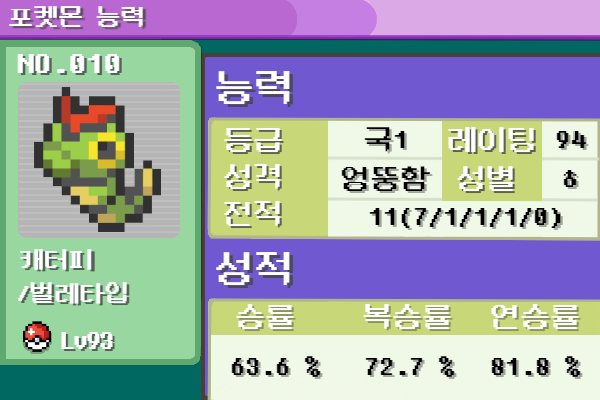 포켓몬 능력
NO.010
캐터피
/벌레타입
Lv93
능력
등급 국1 레이팅 94
성격 엉뚱함 성별 ♂
전적 11(7/1/1/1/0)
성적
승률 복승률 연승률
63.6 % 72.7 % 81.8 %